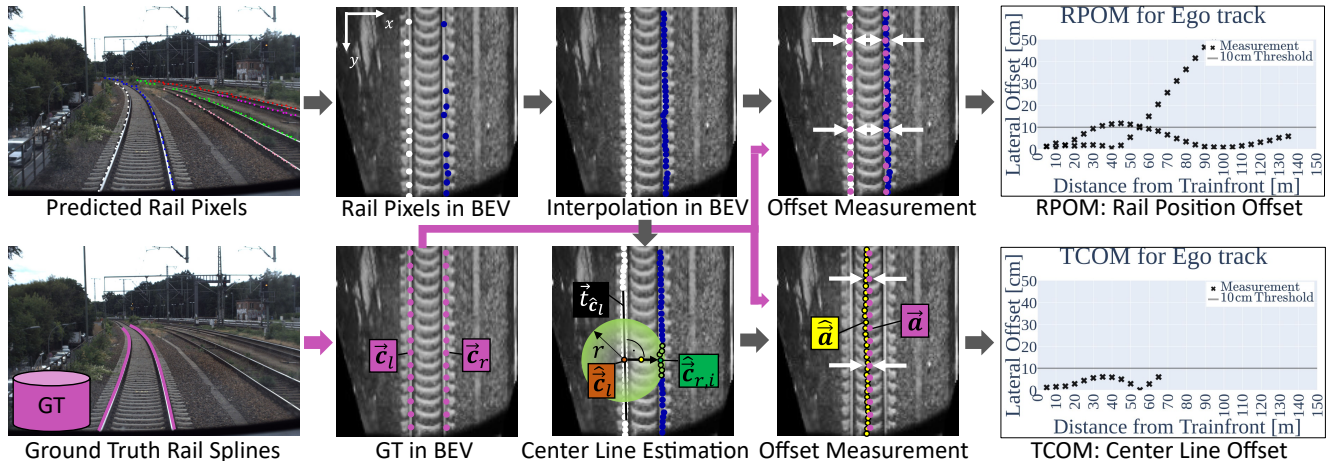 x
y
RPOM for Ego track
Lateral Offset [cm]
50
40
30
20
10
0
Measurement
10cm Threshold
0
10
20
30
40
50
60
70
80
90
100
110
120
130
140
150
Distance from Trainfront [m]
Predicted Rail Pixels
Rail Pixels in BEV
Interpolation in BEV
Offset Measurement
RPOM: Rail Position Offset
GT
c⃗_l
c⃗_r
t⃗_ĉ_l
r
ĉ⃗_l
ĉ⃗_r,i
â⃗
a⃗
TCOM for Ego track
Lateral Offset [cm]
50
40
30
20
10
0
Measurement
10cm Threshold
0
10
20
30
40
50
60
70
80
90
100
110
120
130
140
150
Distance from Trainfront [m]
Ground Truth Rail Splines
GT in BEV
Center Line Estimation
Offset Measurement
TCOM: Center Line Offset